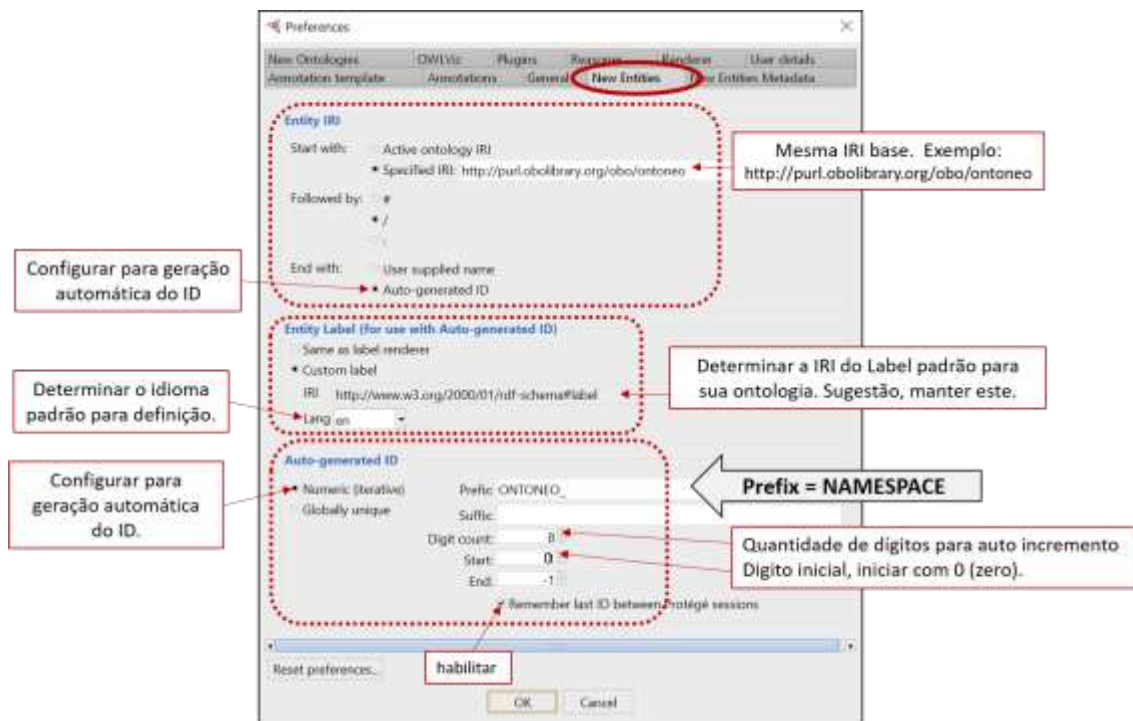 Preferences
New Ontologies OWLViz Plugins Reasoner Renderer User details
Annotation template Annotations General New Entities New Entities Metadata
Entity IRI
Start with: Active ontology IRI
Specified IRI: http://purl.obolibrary.org/obo/ontoneo
Mesma IRI base. Exemplo:
http://purl.obolibrary.org/obo/ontoneo
Followed by: #
/
:
Configurar para geração
automática do ID
End with: User supplied name
Auto-generated ID
Entity Label (for use with Auto-generated ID)
Same as label renderer
Custom label
IRI http://www.w3.org/2000/01/rdf-schema#label
Lang en
Determinar a IRI do Label padrão para
sua ontologia. Sugestão, manter este.
Determinar o idioma
padrão para definição.
Auto-generated ID
Numeric (iterative) Prefix: ONTONEO_
Globally unique Suffix:
Digit count: 8
Start: 0
End: -1
Remember last ID between Protégé sessions
Configurar para
geração automática
do ID.
Prefix = NAMESPACE
Quantidade de dígitos para auto incremento
Digito inicial, iniciar com 0 (zero).
habilitar
Reset preferences...
OK Cancel